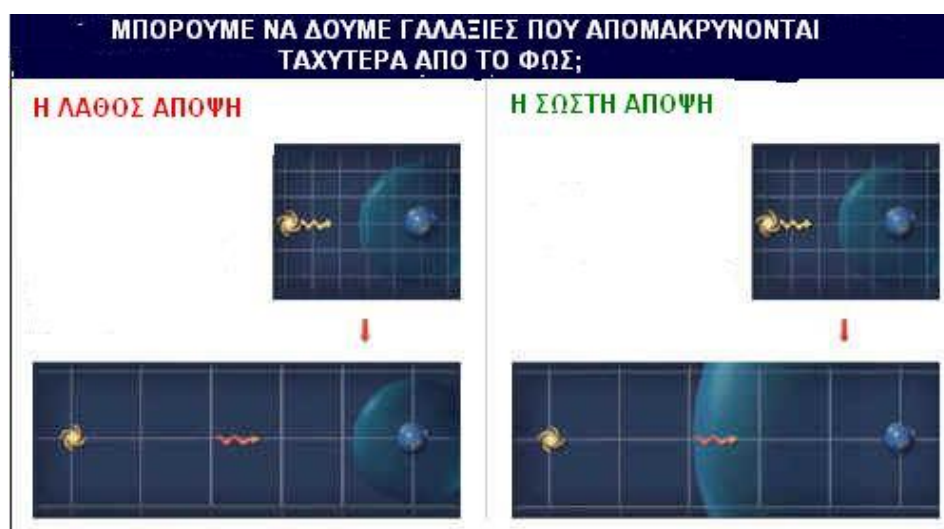 ΜΠΟΡΟΥΜΕ ΝΑ ΔΟΥΜΕ ΓΑΛΑΞΙΕΣ ΠΟΥ ΑΠΟΜΑΚΡΥΝΟΝΤΑΙ
ΤΑΧΥΤΕΡΑ ΑΠΟ ΤΟ ΦΩΣ;
Η ΛΑΘΟΣ ΑΠΟΨΗ
Η ΣΩΣΤΗ ΑΠΟΨΗ